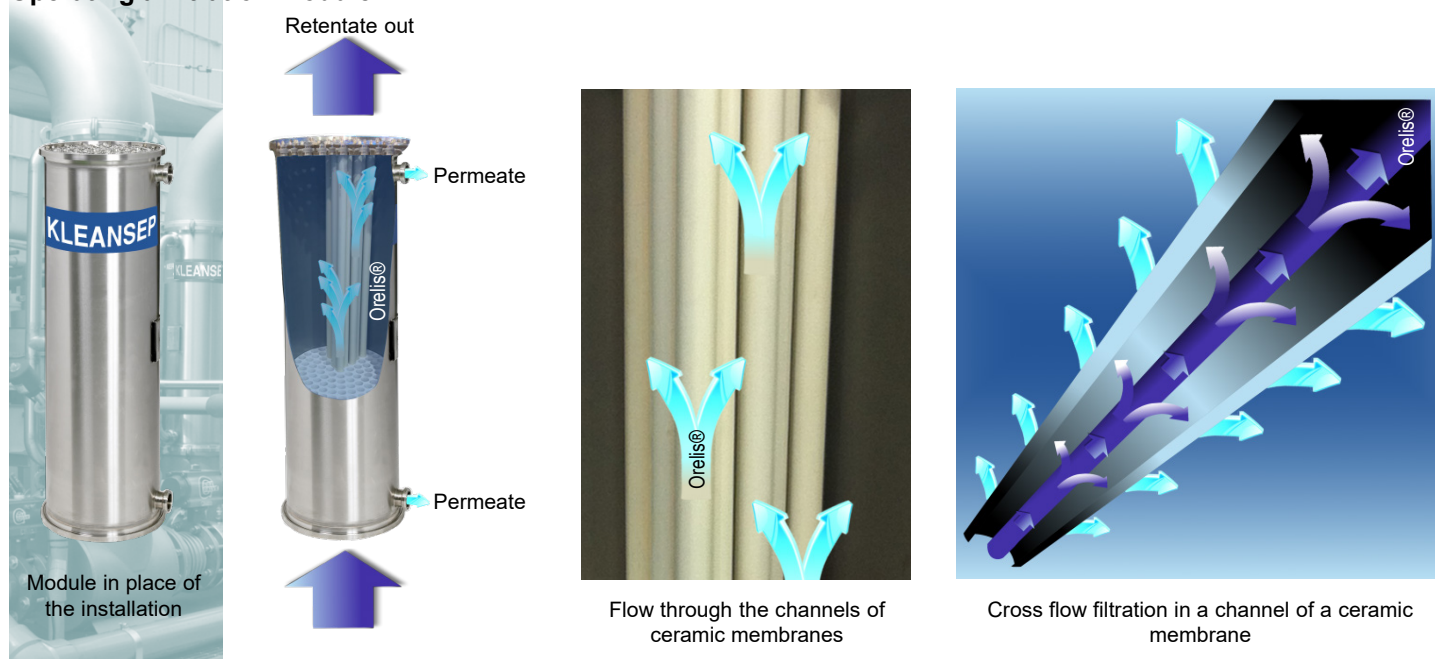 Retentate out
Permeate
KLEANSEP
KLEANSE
Orelis®
Permeate
Module in place of
the installation
Orelis®
Flow through the channels of
ceramic membranes
Orelis®
Cross flow filtration in a channel of a ceramic
membrane